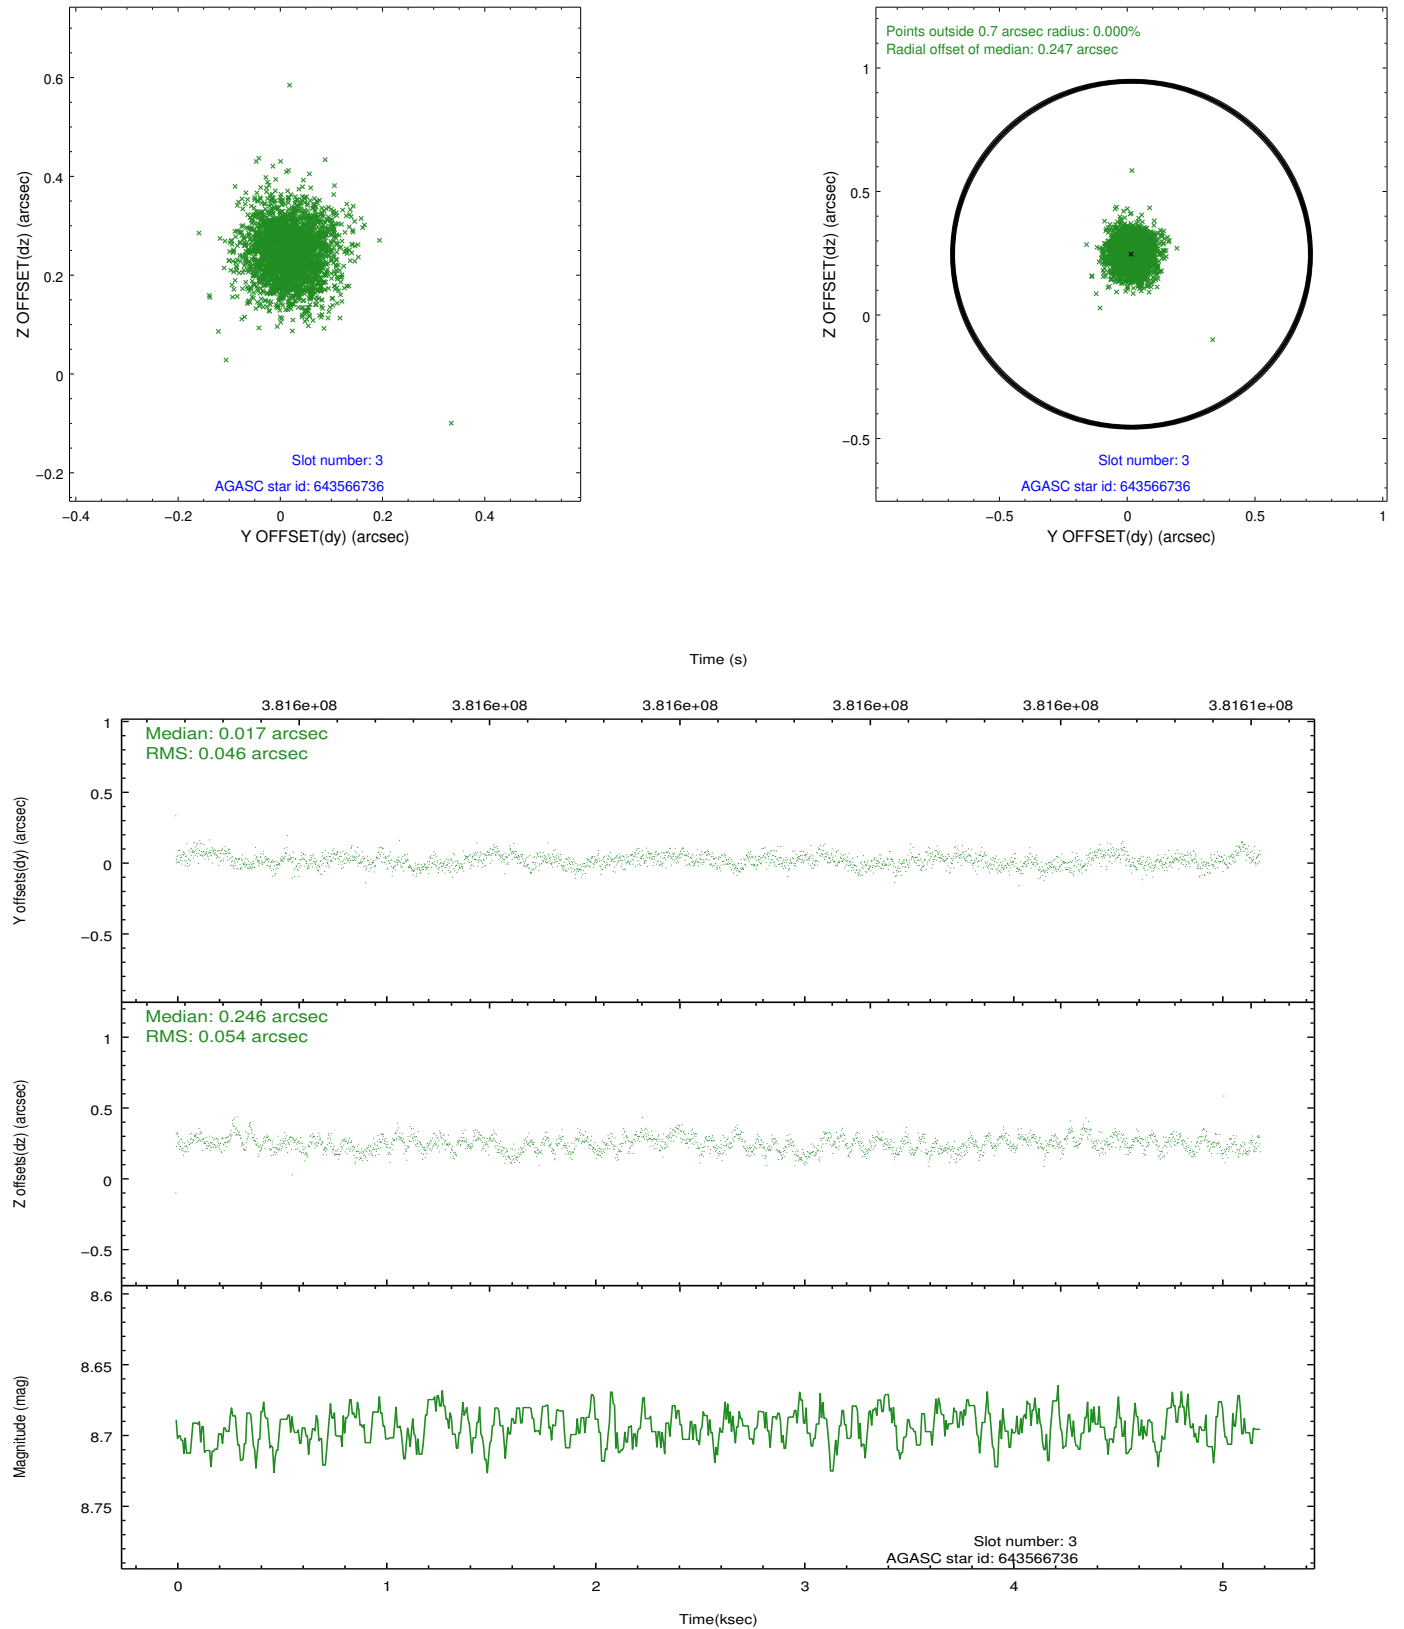 0.6
0.4
0.2
0
−0.2
Z OFFSET(dz) (arcsec)
Slot number: 3
AGASC star id: 643566736
−0.4 −0.2 0 0.2 0.4
Y OFFSET(dy) (arcsec)
Points outside 0.7 arcsec radius: 0.000%
Radial offset of median: 0.247 arcsec
1
0.5
0
−0.5
Z OFFSET(dz) (arcsec)
Slot number: 3
AGASC star id: 643566736
−0.5 0 0.5 1
Y OFFSET(dy) (arcsec)
Time (s)
3.816e+08 3.816e+08 3.816e+08 3.816e+08 3.816e+08 3.8161e+08
Median: 0.017 arcsec
RMS: 0.046 arcsec
1
0.5
0
−0.5
Y offsets(dy) (arcsec)
Median: 0.246 arcsec
RMS: 0.054 arcsec
1
0.5
0
−0.5
Z offsets(dz) (arcsec)
8.6
8.65
8.7
8.75
Magnitude (mag)
Slot number: 3
AGASC star id: 643566736
0 1 2 3 4 5
Time(ksec)